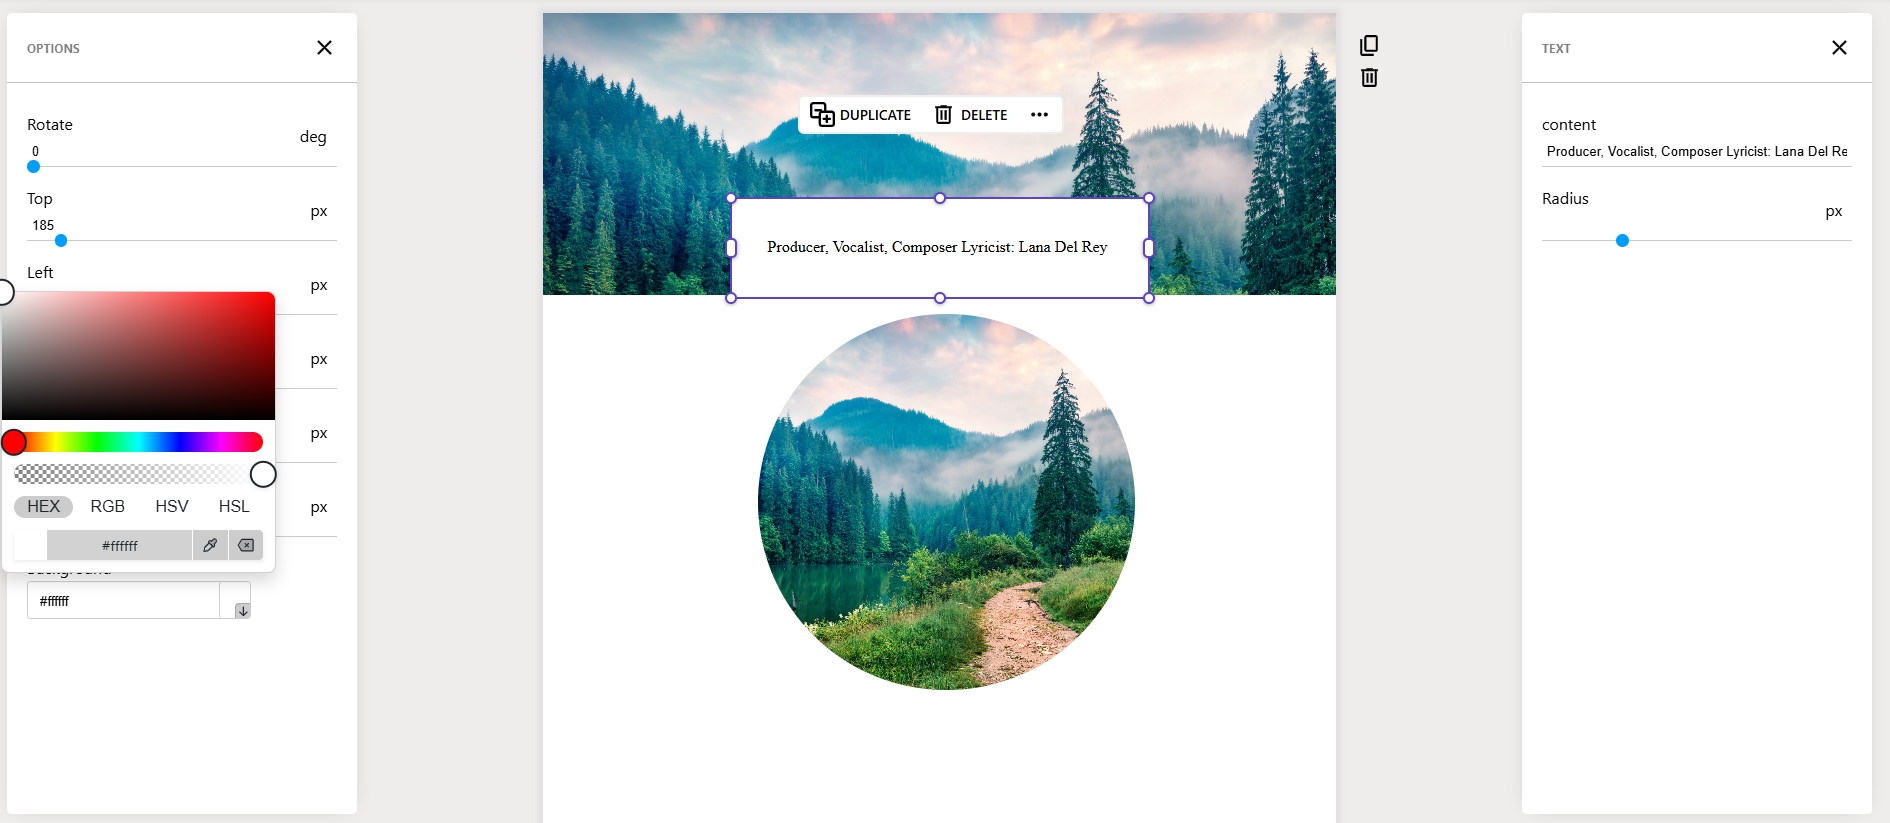 OPTIONS
Rotate
deg
0
Top
px
185
Left
px
px
px
px
HEX RGB HSV HSL
#ffffff
#ffffff
DUPLICATE DELETE
Producer, Vocalist, Composer Lyricist: Lana Del Rey
TEXT
content
Producer, Vocalist, Composer Lyricist: Lana Del Re
Radius
px